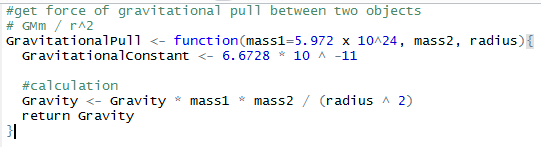 #get force of gravitational pull between two objects
# GMm / r^2
GravitationalPull <- function(mass1=5.972 x 10^24, mass2, radius){
  GravitationalConstant <- 6.6728 * 10 ^ -11
  #calculation
  Gravity <- Gravity * mass1 * mass2 / (radius ^ 2)
  return Gravity
}